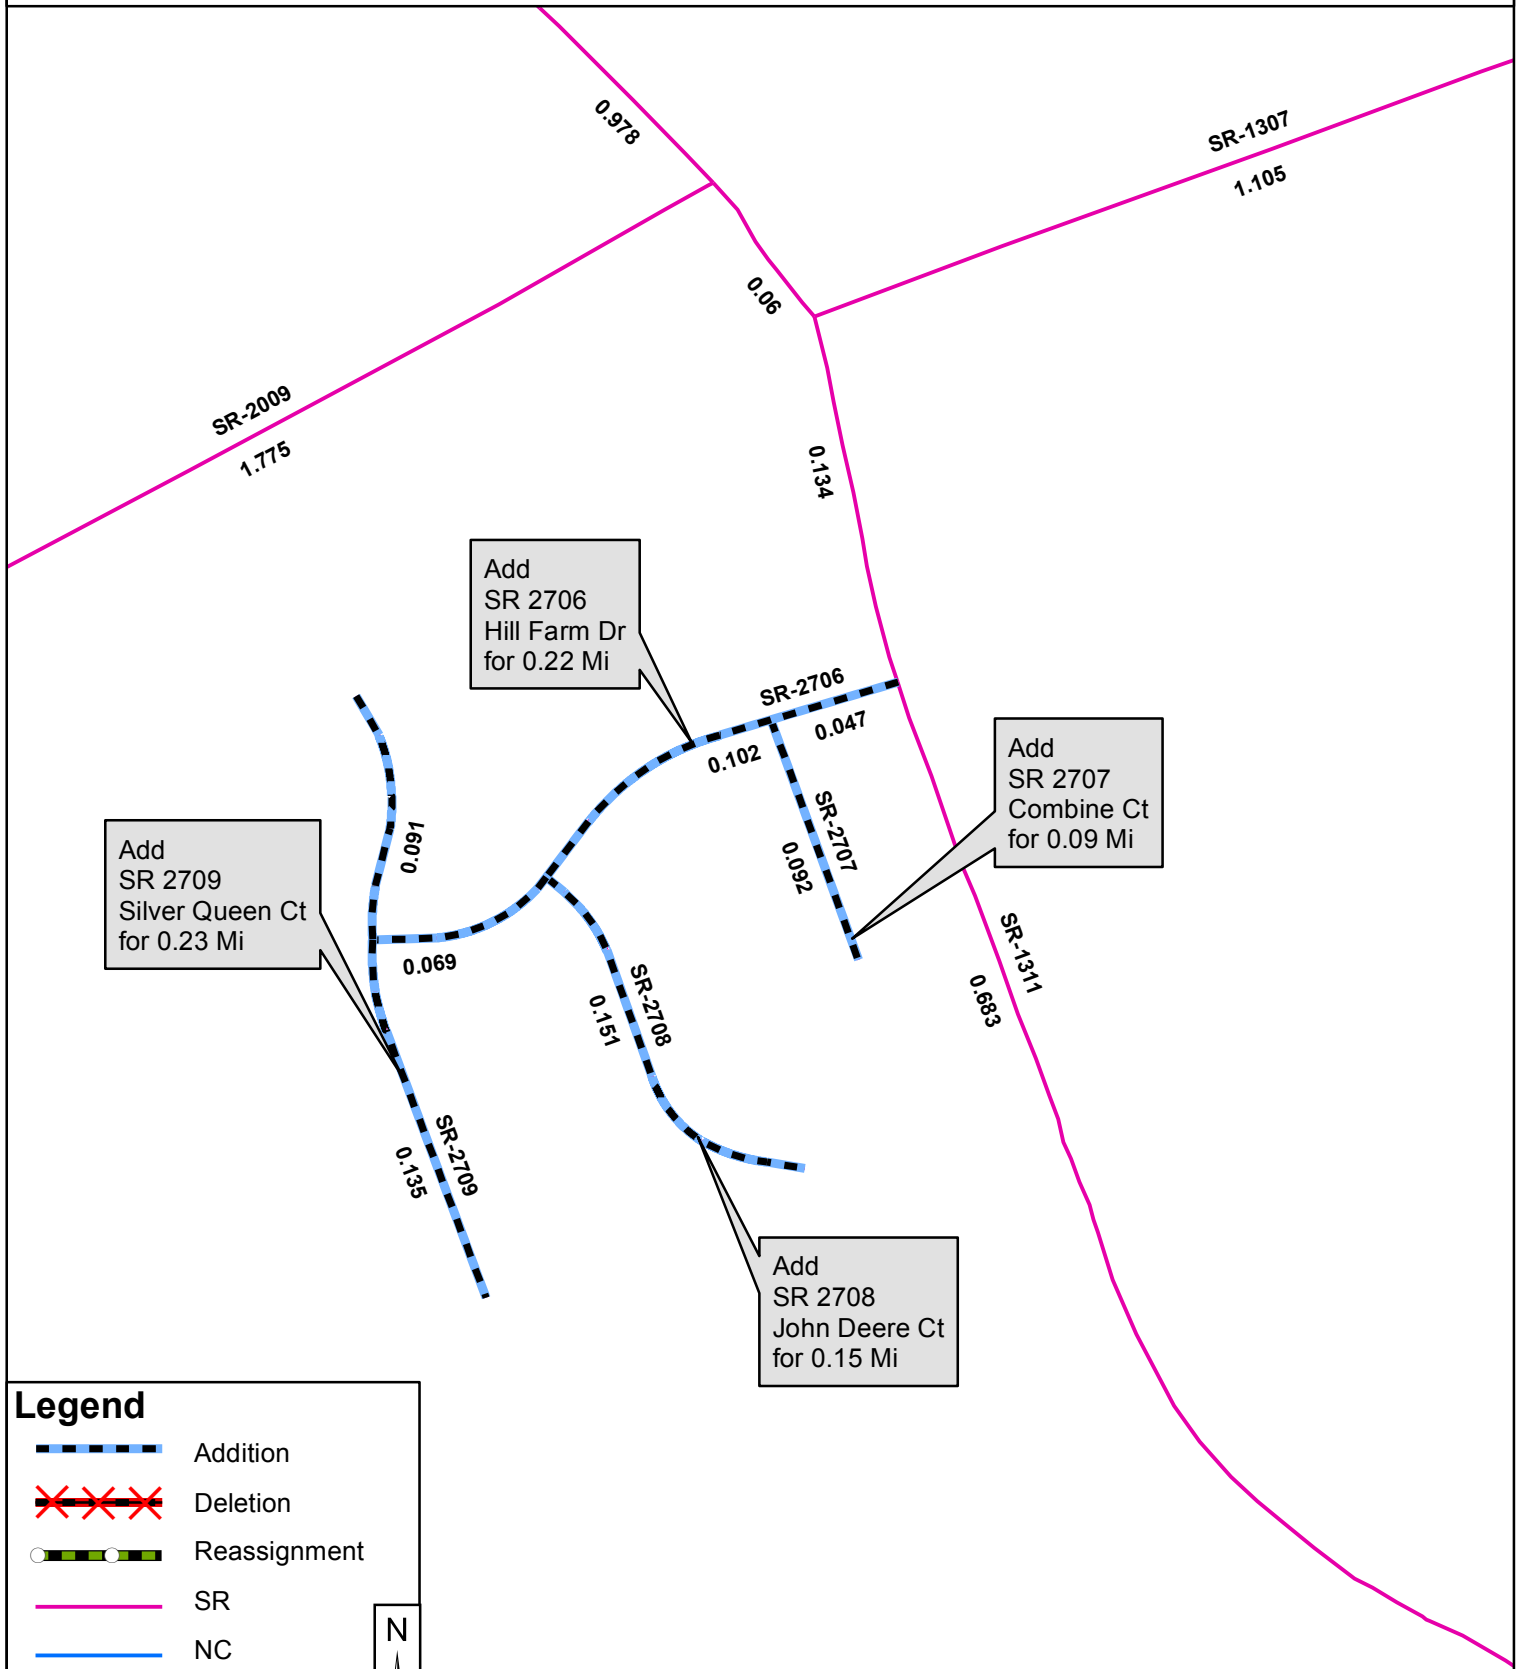 0.978
SR-1307
1.105
0.06
SR-2009
1.775
0.134
Add
SR 2706
Hill Farm Dr
for 0.22 Mi
SR-2706
0.047
0.102
Add
SR 2707
Combine Ct
for 0.09 Mi
SR-2707
0.092
0.091
Add
SR 2709
Silver Queen Ct
for 0.23 Mi
0.069
SR-2708
0.151
SR-1311
0.683
SR-2709
0.135
Add
SR 2708
John Deere Ct
for 0.15 Mi
Legend
Addition
Deletion
Reassignment
SR
NC
N